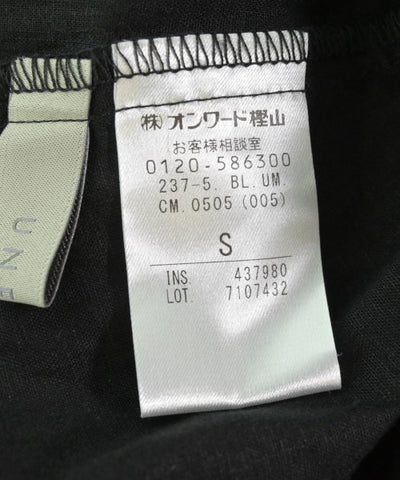 (株)オンワード樫山
お客様相談室
0120-586300
237-5. BL. UM.
CM. 0505 (005)
S
INS. 437980
LOT. 7107432
UNE